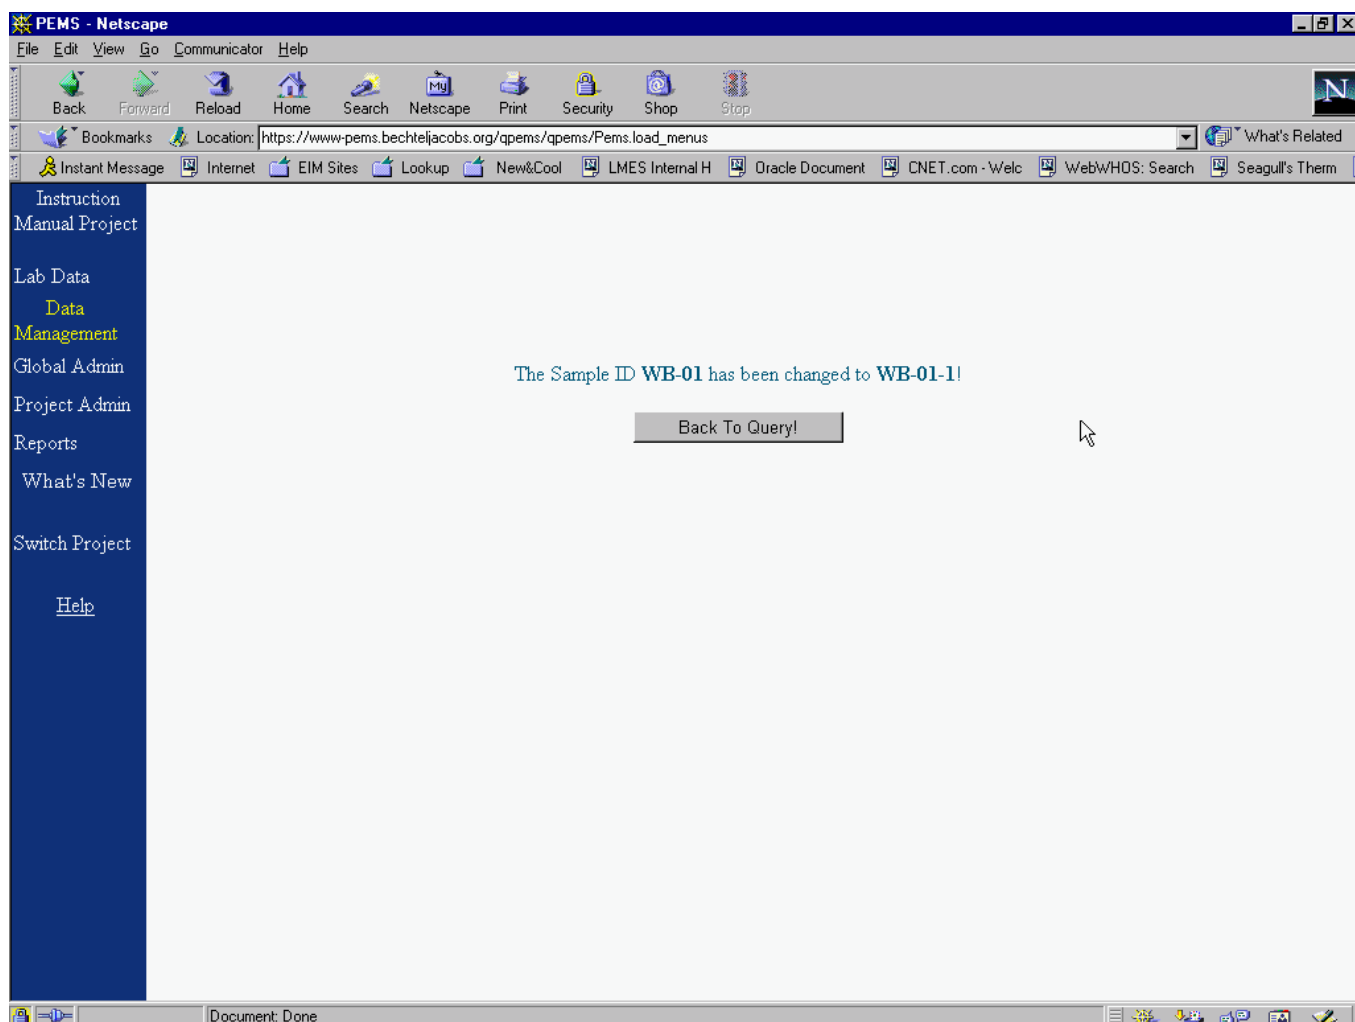 PEMS - Netscape
File Edit View Go Communicator Help
Back Forward Reload Home Search Netscape Print Security Shop Stop
My
N
Bookmarks Location: https://www-pems.bechteljacobs.org/qpems/qpems/Pems.load_menus What's Related
Instant Message Internet EIM Sites Lookup New&Cool LMES Internal H Oracle Document CNET.com - Welc WebWHOS: Search Seagull's Therm
Instruction
Manual Project
Lab Data
Data
Management
Global Admin
Project Admin
Reports
What's New
Switch Project
Help
The Sample ID WB-01 has been changed to WB-01-1!
Back To Query!
Document: Done